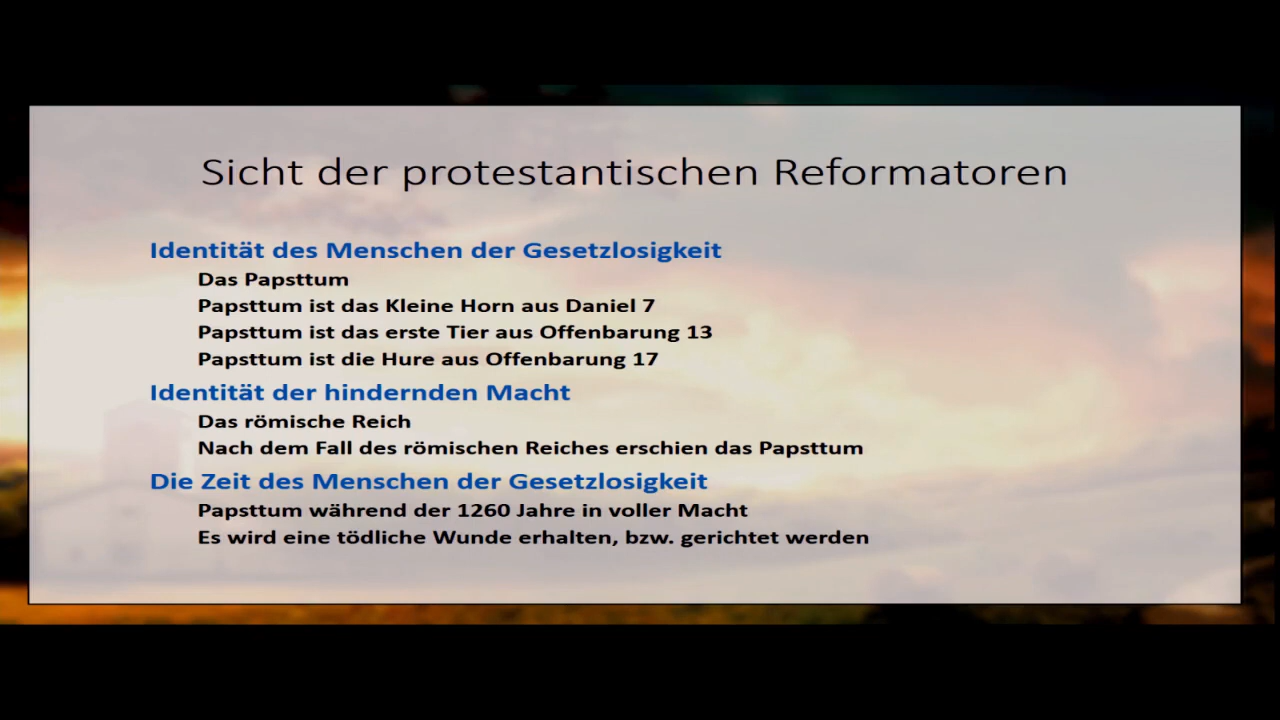 Sicht der protestantischen Reformatoren
Identität des Menschen der Gesetzlosigkeit
Das Papsttum
Papsttum ist das Kleine Horn aus Daniel 7
Papsttum ist das erste Tier aus Offenbarung 13
Papsttum ist die Hure aus Offenbarung 17
Identität der hindernden Macht
Das römische Reich
Nach dem Fall des römischen Reiches erschien das Papsttum
Die Zeit des Menschen der Gesetzlosigkeit
Papsttum während der 1260 Jahre in voller Macht
Es wird eine tödliche Wunde erhalten, bzw. gerichtet werden